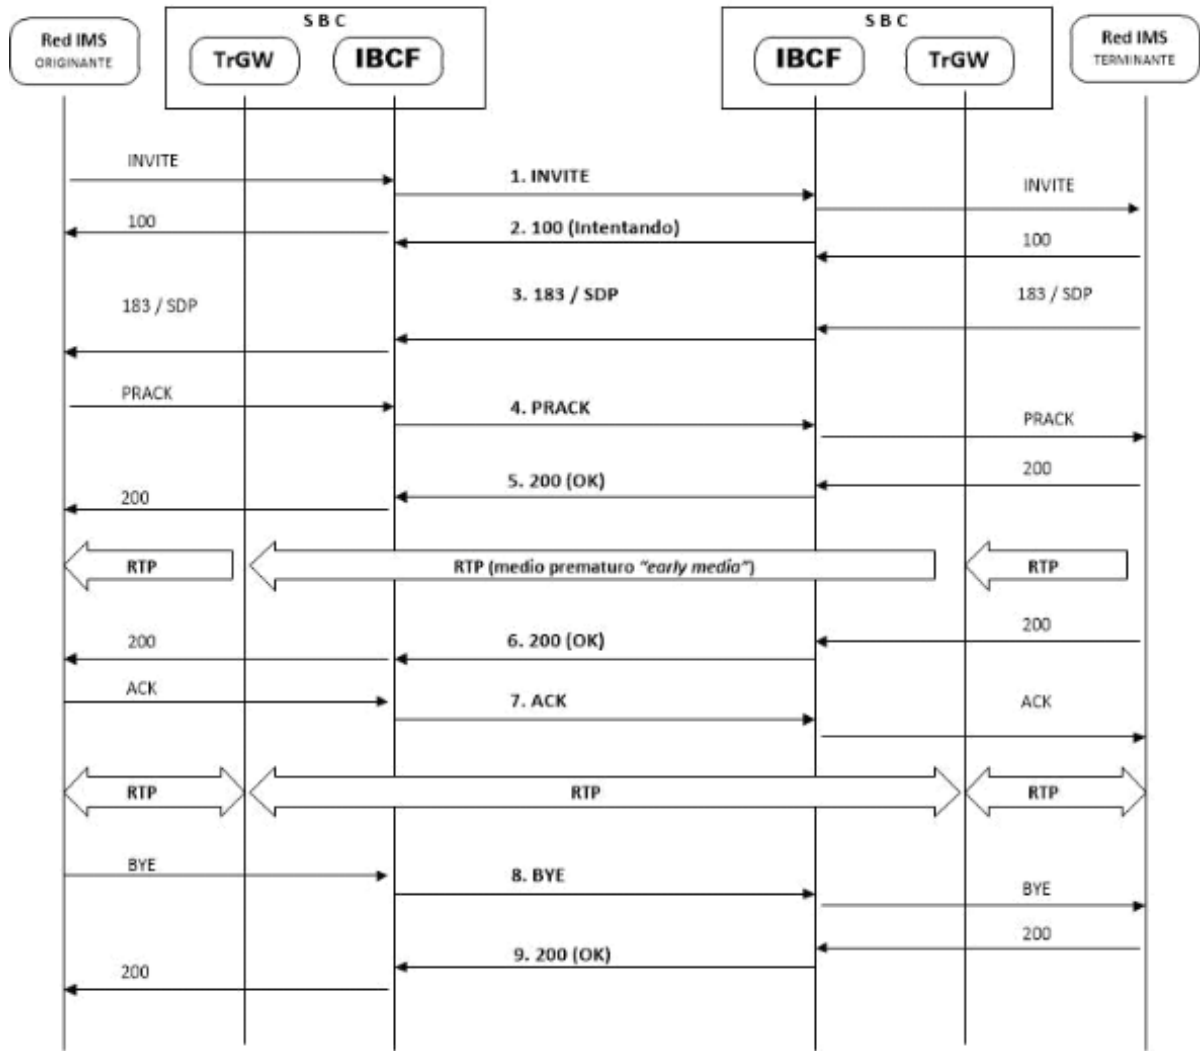 S B C
S B C
Red IMS
ORIGINANTE
TrGW
IBCF
IBCF
TrGW
Red IMS
TERMINANTE
INVITE
1. INVITE
INVITE
100
2. 100 (Intentando)
100
183 / SDP
3. 183 / SDP
183 / SDP
PRACK
4. PRACK
PRACK
200
5. 200 (OK)
200
RTP
RTP (medio prematuro “early media”)
RTP
200
6. 200 (OK)
200
ACK
7. ACK
ACK
RTP
RTP
RTP
BYE
8. BYE
BYE
200
9. 200 (OK)
200